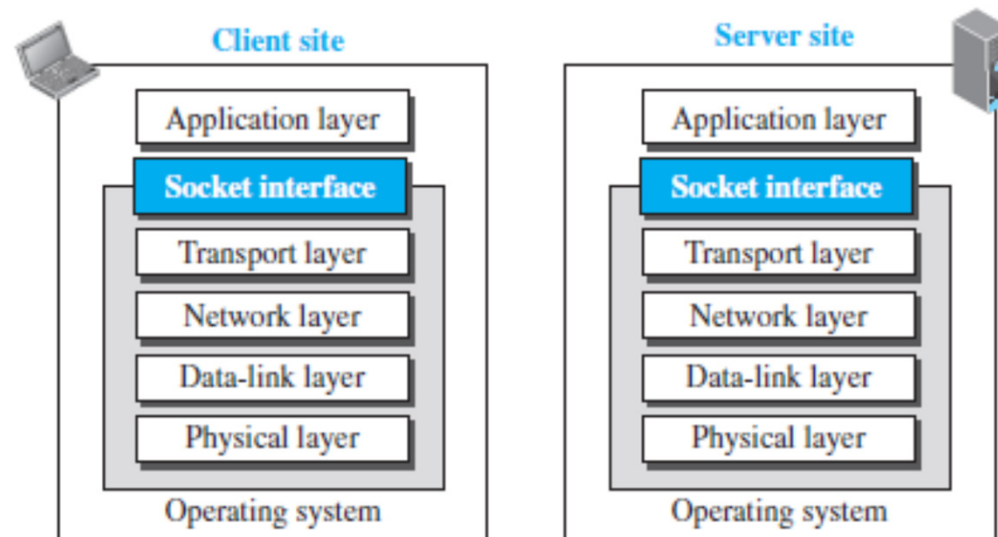 Client site
Application layer
Socket interface
Transport layer
Network layer
Data-link layer
Physical layer
Operating system
Server site
Application layer
Socket interface
Transport layer
Network layer
Data-link layer
Physical layer
Operating system